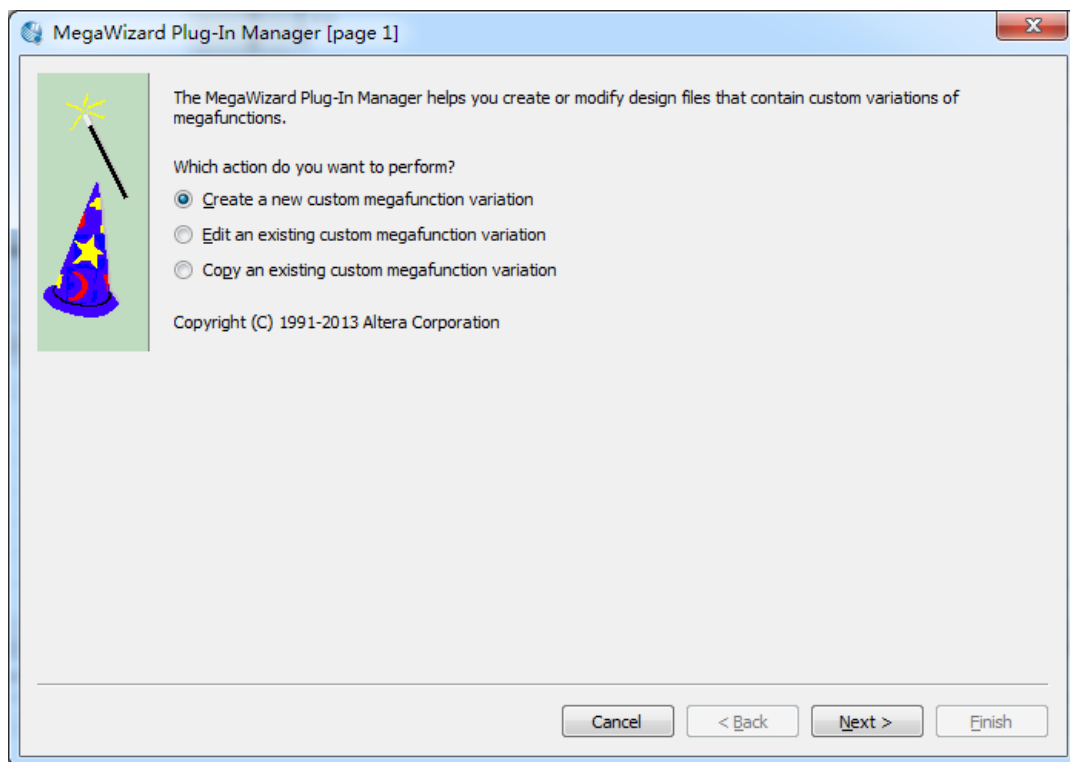 MegaWizard Plug-In Manager [page 1]
The MegaWizard Plug-In Manager helps you create or modify design files that contain custom variations of
megafunctions.
Which action do you want to perform?
Create a new custom megafunction variation
Edit an existing custom megafunction variation
Copy an existing custom megafunction variation
Copyright (C) 1991-2013 Altera Corporation
Cancel < Back Next > Finish